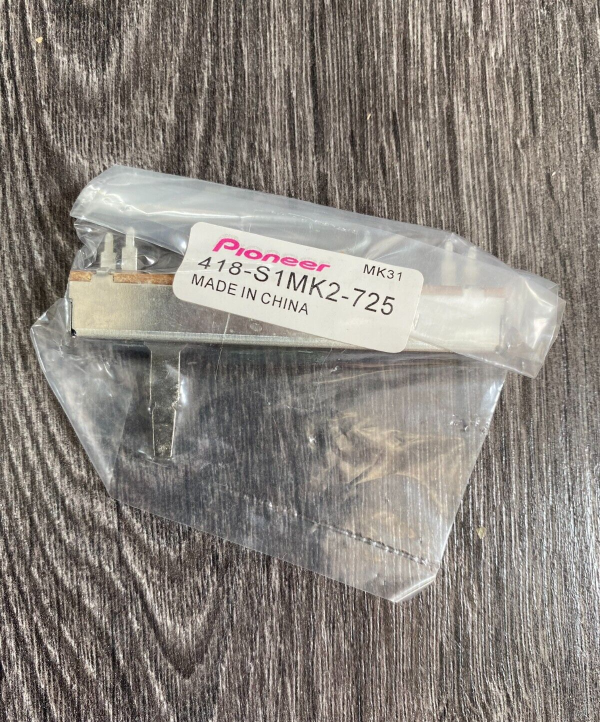 Pioneer
MK31
418-S1MK2-725
MADE IN CHINA